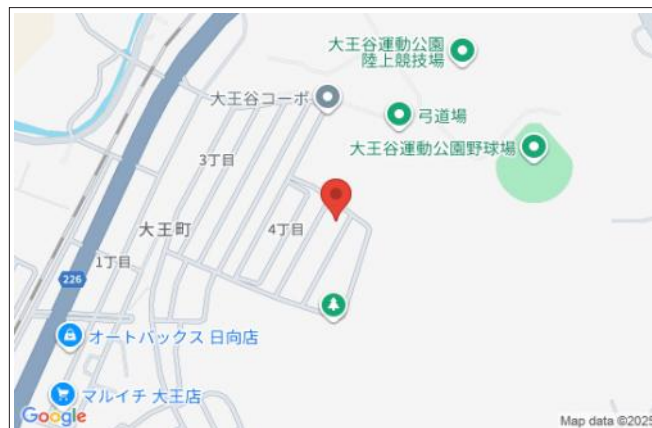 大王谷運動公園
陸上競技場
大王谷コーポ
弓道場
大王谷運動公園野球場
3丁目
大王町
4丁目
1丁目
226
オートバックス 日向店
マルイチ 大王店
Google
Map data ©2025